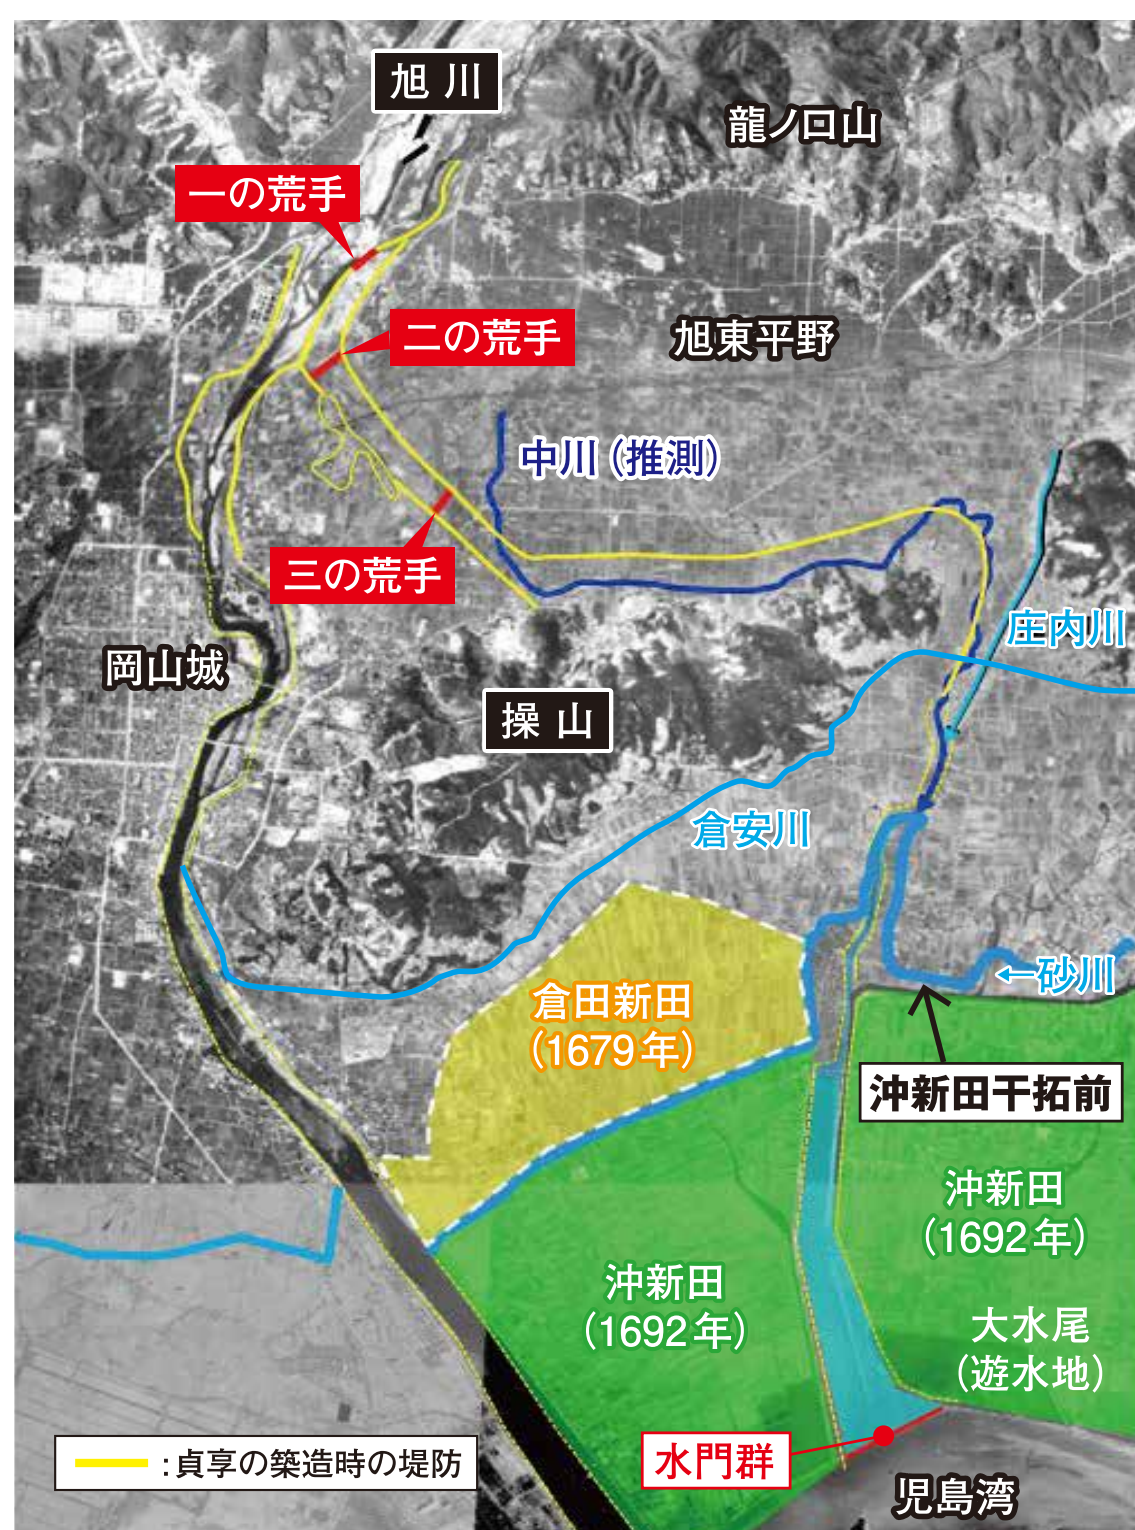 旭川
龍ノ口山
一の荒手
二の荒手
旭東平野
中川（推測）
三の荒手
庄内川
岡山城
操山
倉安川
倉田新田
（1679年）
←砂川
沖新田干拓前
沖新田
（1692年）
沖新田
（1692年）
大水尾
（遊水地）
水門群
：貞享の築造時の堤防
児島湾